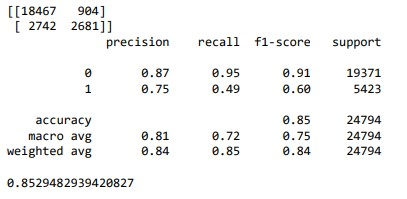 [[18467 904]
[ 2742 2681]]
precision recall f1-score support
0 0.87 0.95 0.91 19371
1 0.75 0.49 0.60 5423
accuracy 0.85 24794
macro avg 0.81 0.72 0.75 24794
weighted avg 0.84 0.85 0.84 24794
0.8529482939420827